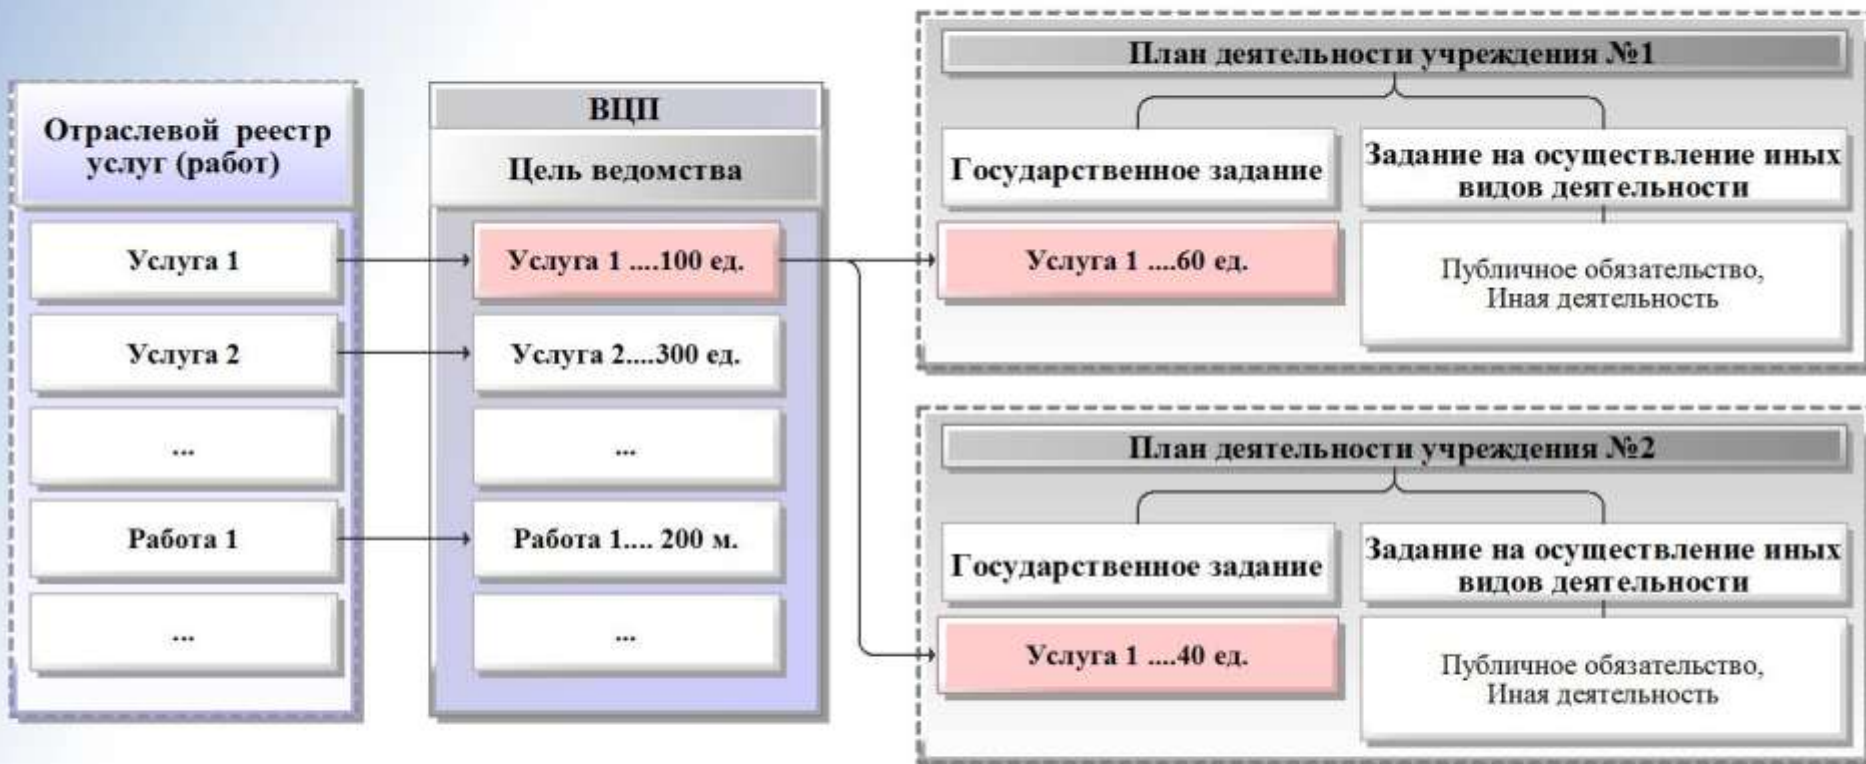 Отраслевой реестр
услуг (работ)
Услуга 1
Услуга 2
...
Работа 1
...
ВЦП
Цель ведомства
Услуга 1 ....100 ед.
Услуга 2....300 ед.
...
Работа 1.... 200 м.
...
План деятельности учреждения №1
Государственное задание
Услуга 1 ....60 ед.
Задание на осуществление иных
видов деятельности
Публичное обязательство,
Иная деятельность
План деятельности учреждения №2
Государственное задание
Услуга 1 ....40 ед.
Задание на осуществление иных
видов деятельности
Публичное обязательство,
Иная деятельность